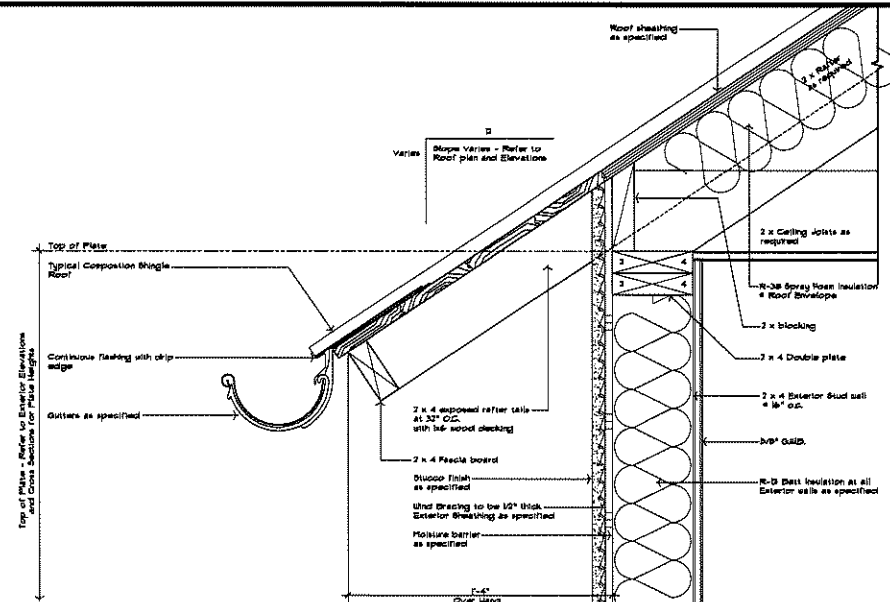 Roof sheathing
as specified
2 x Rafter
as required
12
Varies
Slope Varies - Refer to
Roof plan and Elevations
Top of Plate
Typical Composition Shingle
Roof
2 x Ceiling Joists as
required
R-38 Spray Foam Insulation
@ Roof Envelope
2 x blocking
Continuous flashing with drip
edge
2 x 4 Double plate
Gutters as specified
2 x 4 exposed rafter tails
at 32" O.C.
with 1x6 wood decking
2 x 4 Exterior Stud wall
@ 16" o.c.
5/8" G.W.B.
2 x 4 Fascia board
Stucco finish
as specified
R-13 Batt Insulation at all
Exterior walls as specified
Wind Bracing to be 1/2" thick
Exterior Sheathing as specified
Moisture barrier
as specified
Top of Plate - Refer to Exterior Elevations
and Cross Sections for Plate Heights
2 4
2 4
1'-4"
Over Hang